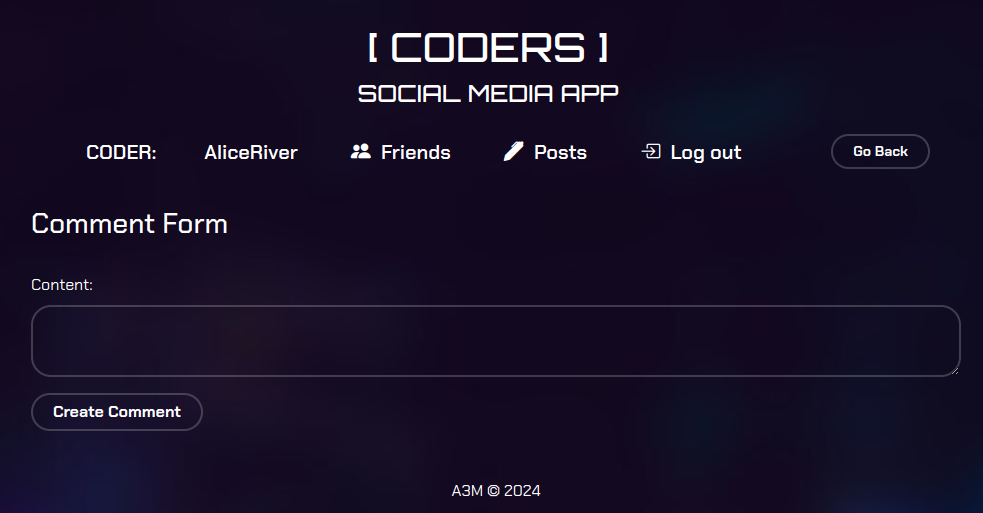 [ CODERS ]
SOCIAL MEDIA APP
CODER: AliceRiver Friends Posts Log out Go Back
Comment Form
Content:
Create Comment
A3M © 2024